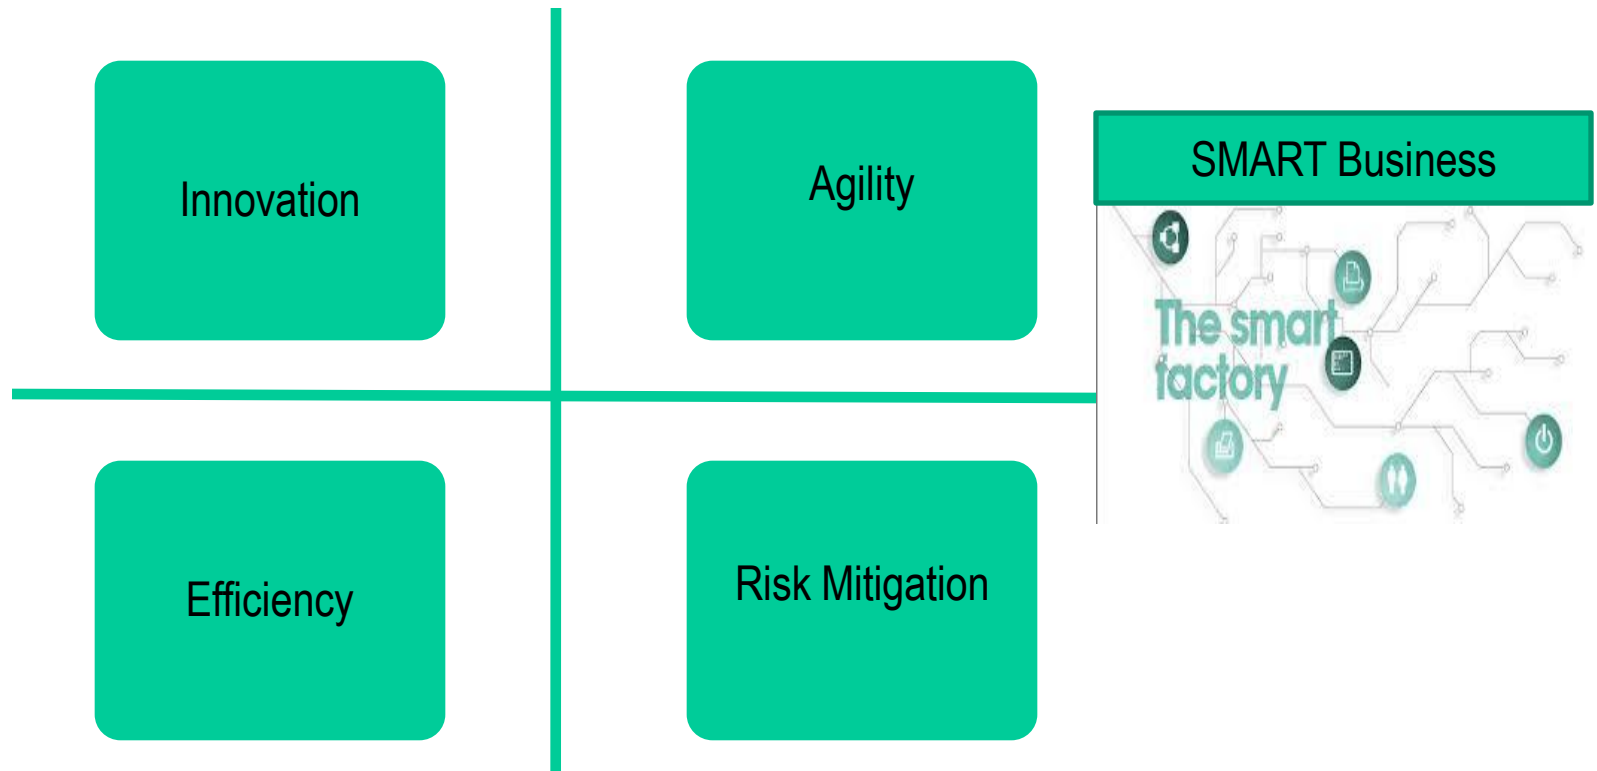 Innovation
Agility
SMART Business
The smart
factory
Efficiency
Risk Mitigation